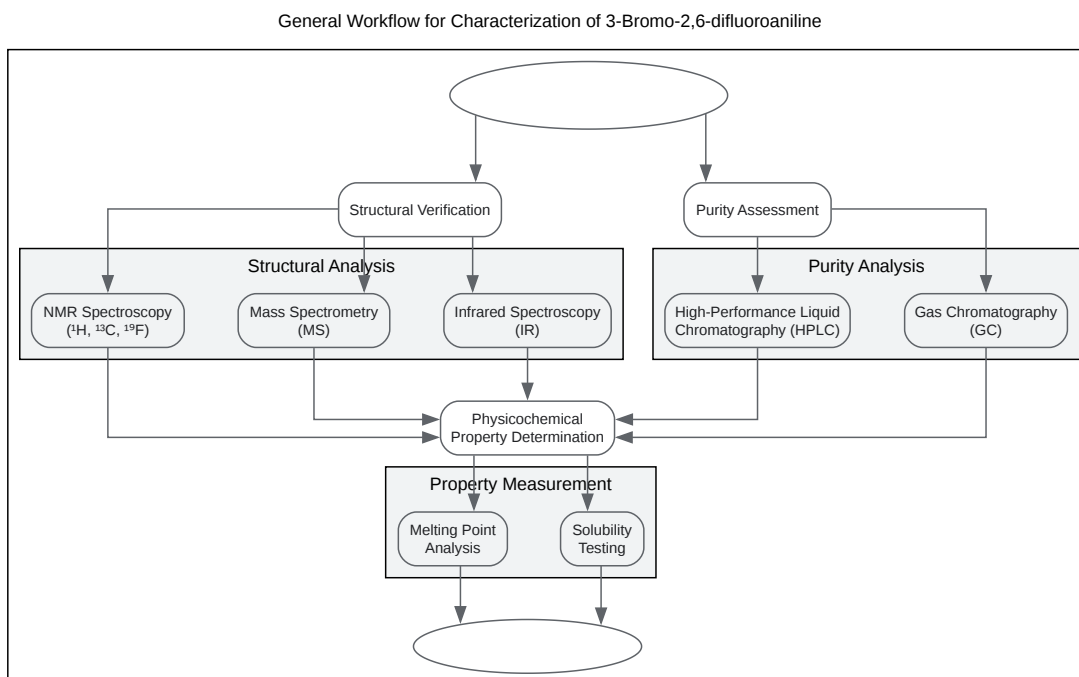 General Workflow for Characterization of 3-Bromo-2,6-difluoroaniline
Structural Verification
Purity Assessment
Structural Analysis
Purity Analysis
NMR Spectroscopy
(¹H, ¹³C, ¹⁹F)
Mass Spectrometry
(MS)
Infrared Spectroscopy
(IR)
High-Performance Liquid
Chromatography (HPLC)
Gas Chromatography
(GC)
Physicochemical
Property Determination
Property Measurement
Melting Point
Analysis
Solubility
Testing